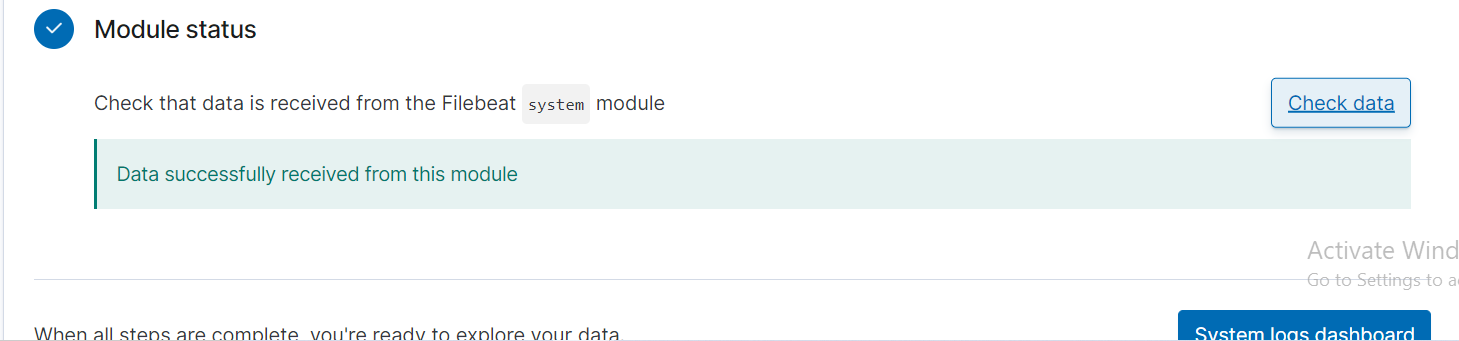 Module status
Check that data is received from the Filebeat system module
Check data
Data successfully received from this module
Activate Wind
Go to Settings to a
When all steps are complete, you're ready to explore your data.
System logs dashboard